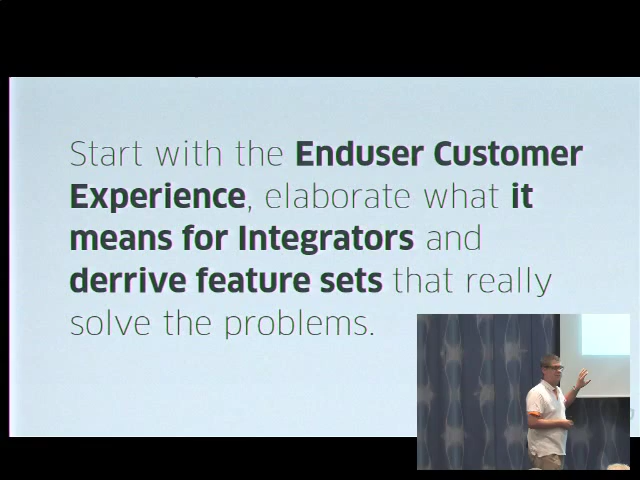 Start with the Enduser Customer
Experience, elaborate what it
means for Integrators and
derrive feature sets that really
solve the problems.